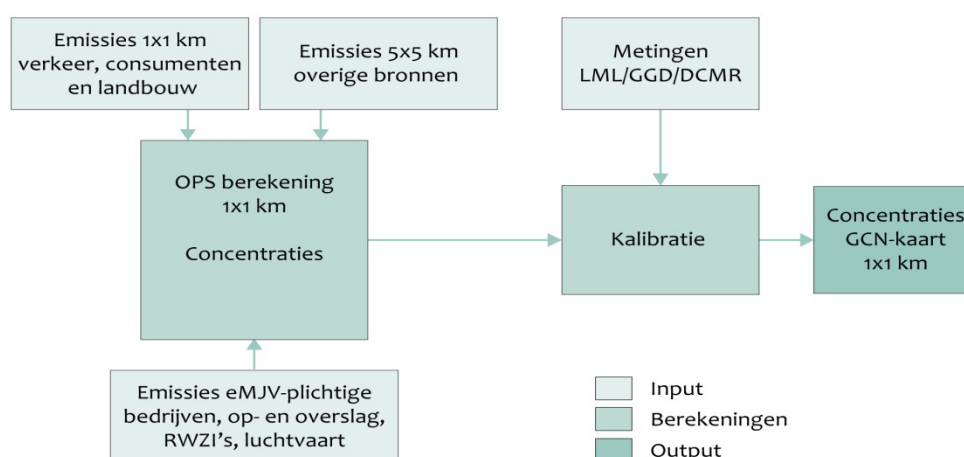 Emissies 1x1 km
verkeer, consumenten
en landbouw
Emissies 5x5 km
overige bronnen
Metingen
LML/GGD/DCMR
OPS berekening
1x1 km
Concentraties
Kalibratie
Concentraties
GCN-kaart
1x1 km
Emissies eMJV-plichtige
bedrijven, op- en overslag,
RWZI's, luchtvaart
Input
Berekeningen
Output